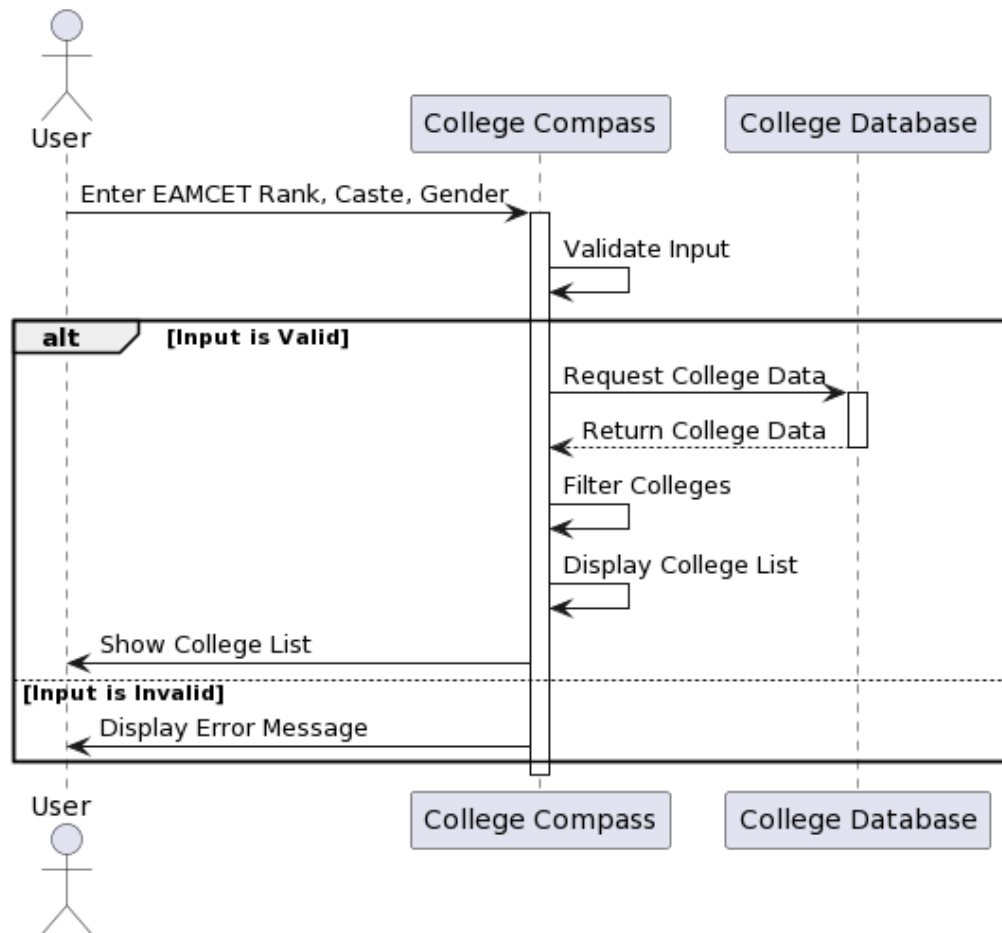 User
College Compass
College Database
Enter EAMCET Rank, Caste, Gender
Validate Input
alt
[Input is Valid]
Request College Data
Return College Data
Filter Colleges
Display College List
Show College List
[Input is Invalid]
Display Error Message
User
College Compass
College Database